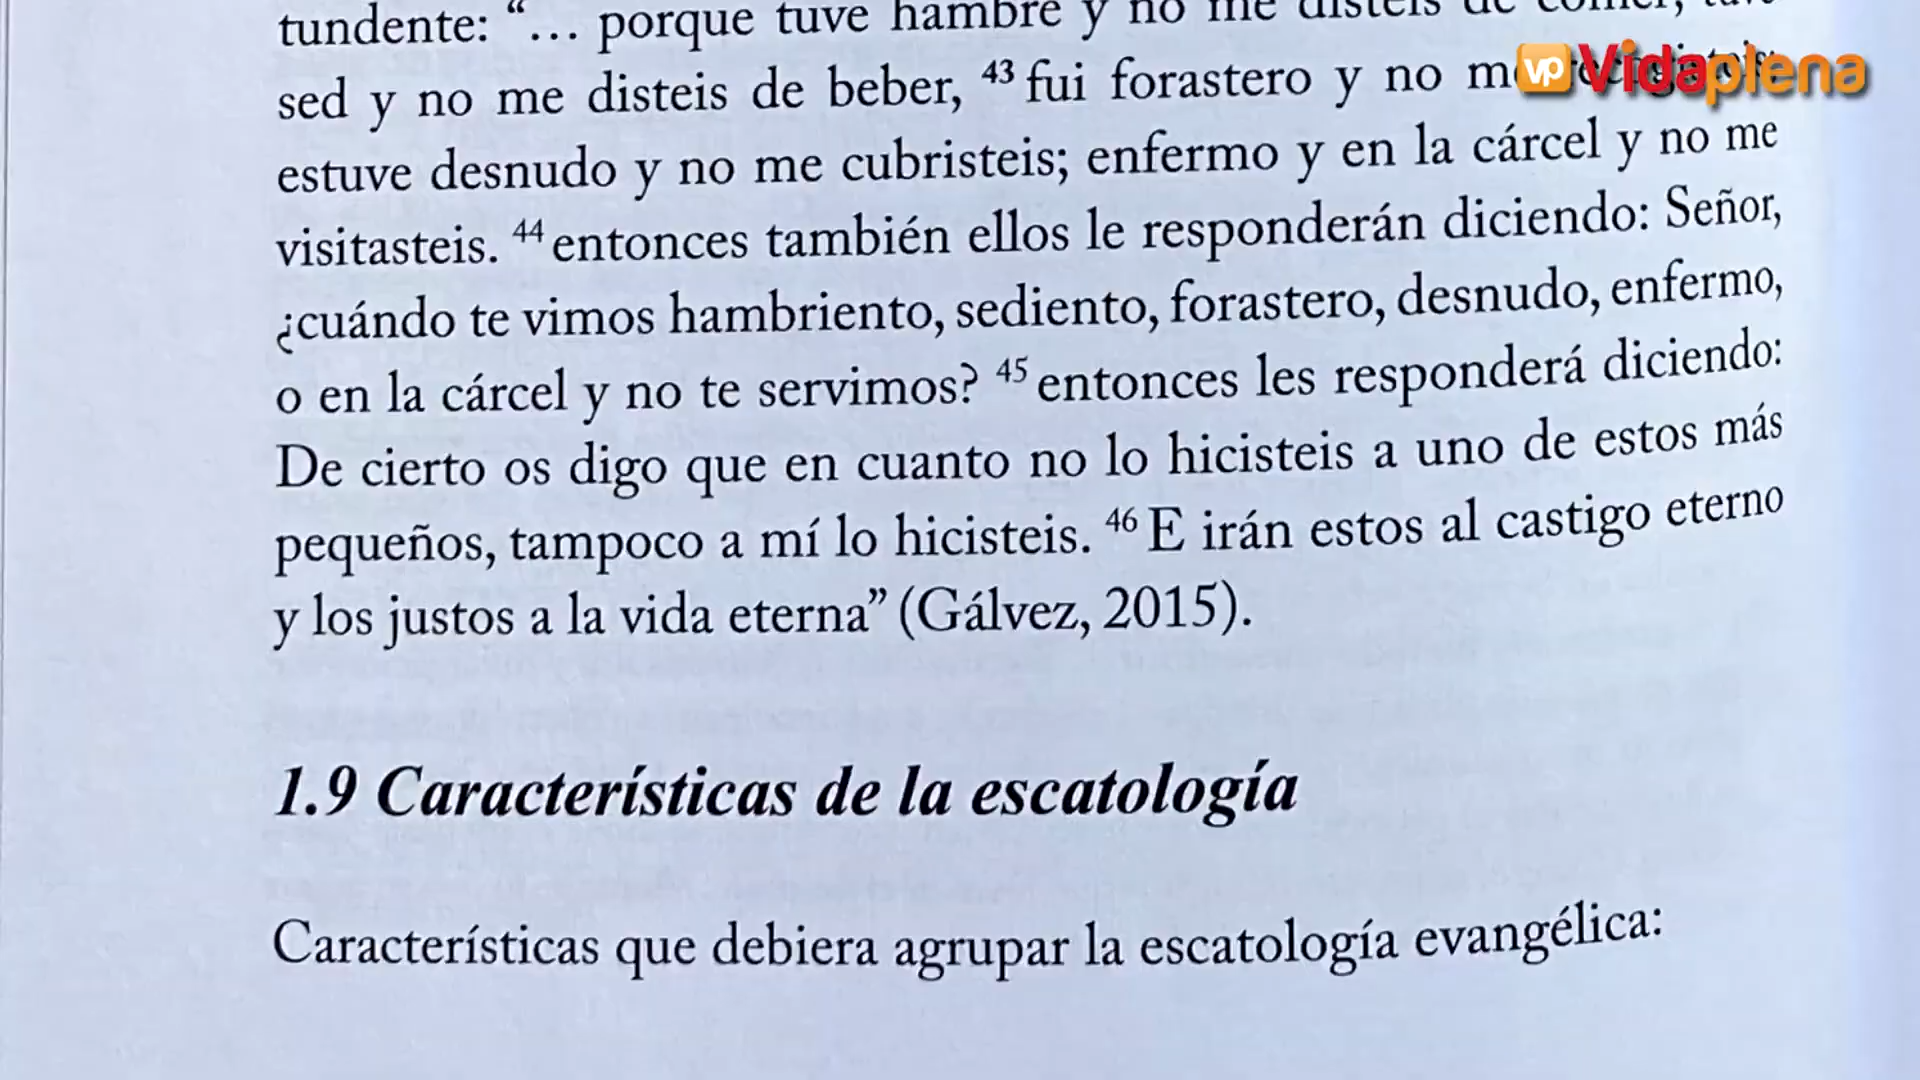 tundente: “… porque tuve hambre y no me disteis de comer,
sed y no me disteis de beber, ⁴³ fui forastero y no
vp Vidaplena
estuve desnudo y no me cubristeis; enfermo y en la cárcel y no me
visitasteis. ⁴⁴ entonces también ellos le responderán diciendo: Señor,
¿cuándo te vimos hambriento, sediento, forastero, desnudo, enfermo,
o en la cárcel y no te servimos? ⁴⁵ entonces les responderá diciendo:
De cierto os digo que en cuanto no lo hicisteis a uno de estos más
pequeños, tampoco a mí lo hicisteis. ⁴⁶ E irán estos al castigo eterno
y los justos a la vida eterna” (Gálvez, 2015).
1.9 Características de la escatología
Características que debiera agrupar la escatología evangélica: